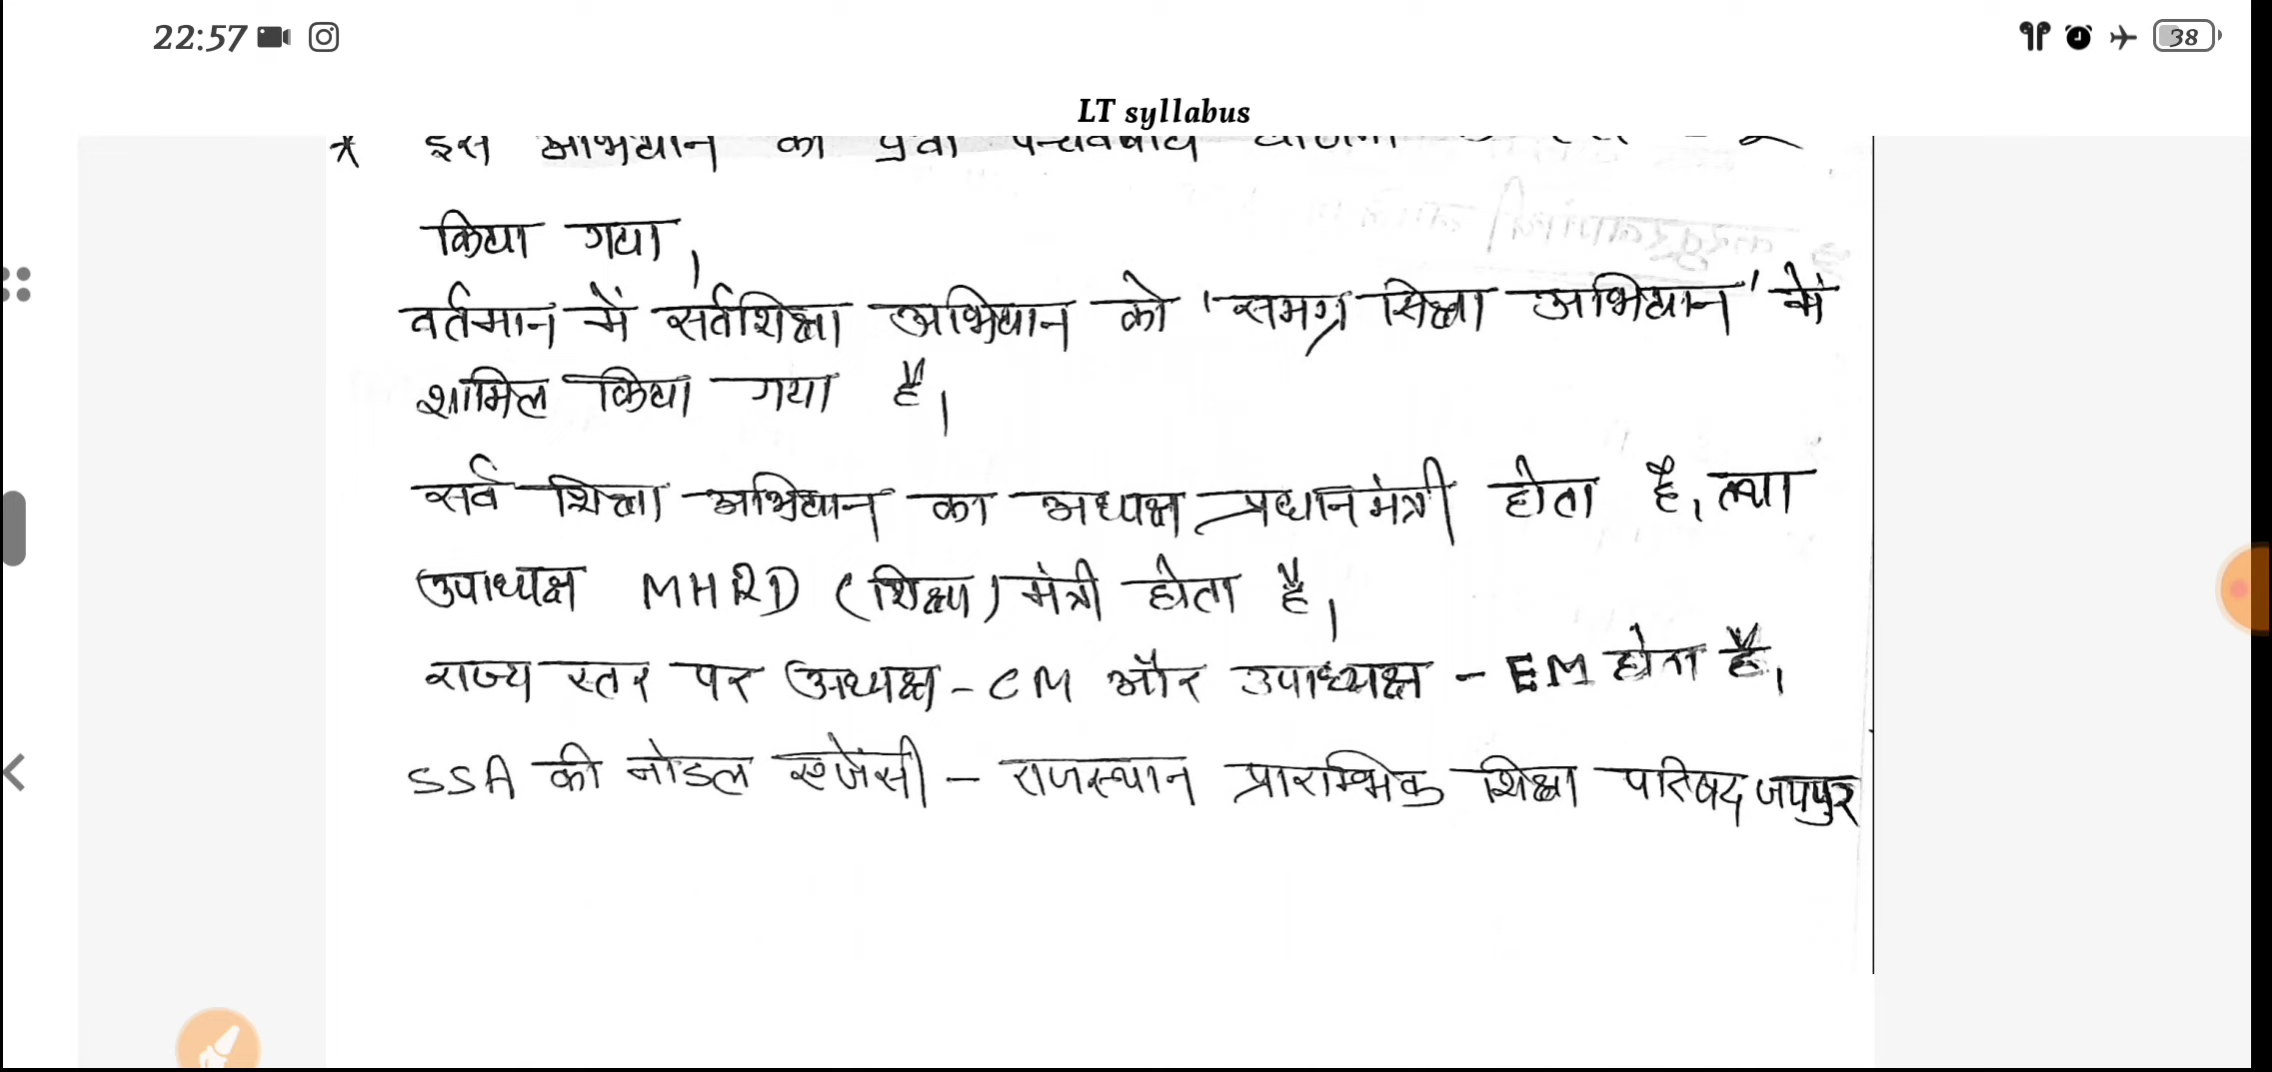 22:57
38
LT syllabus
* इस अभियान का
किया गया।
वर्तमान में सर्वशिक्षा अभियान को 'समग्र सिक्षा अभियान' में
शामिल किया गया है।
सर्व शिक्षा अभियान का अध्यक्ष प्रधानमंत्री होता है, तथा
उपाध्यक्ष MHRD (शिक्षा) मंत्री होता है।
राज्य स्तर पर अध्यक्ष - CM और उपाध्यक्ष - EM होता है।
SSA की नोडल एजेंसी - राजस्थान प्रारम्भिक शिक्षा परिषद जयपुर